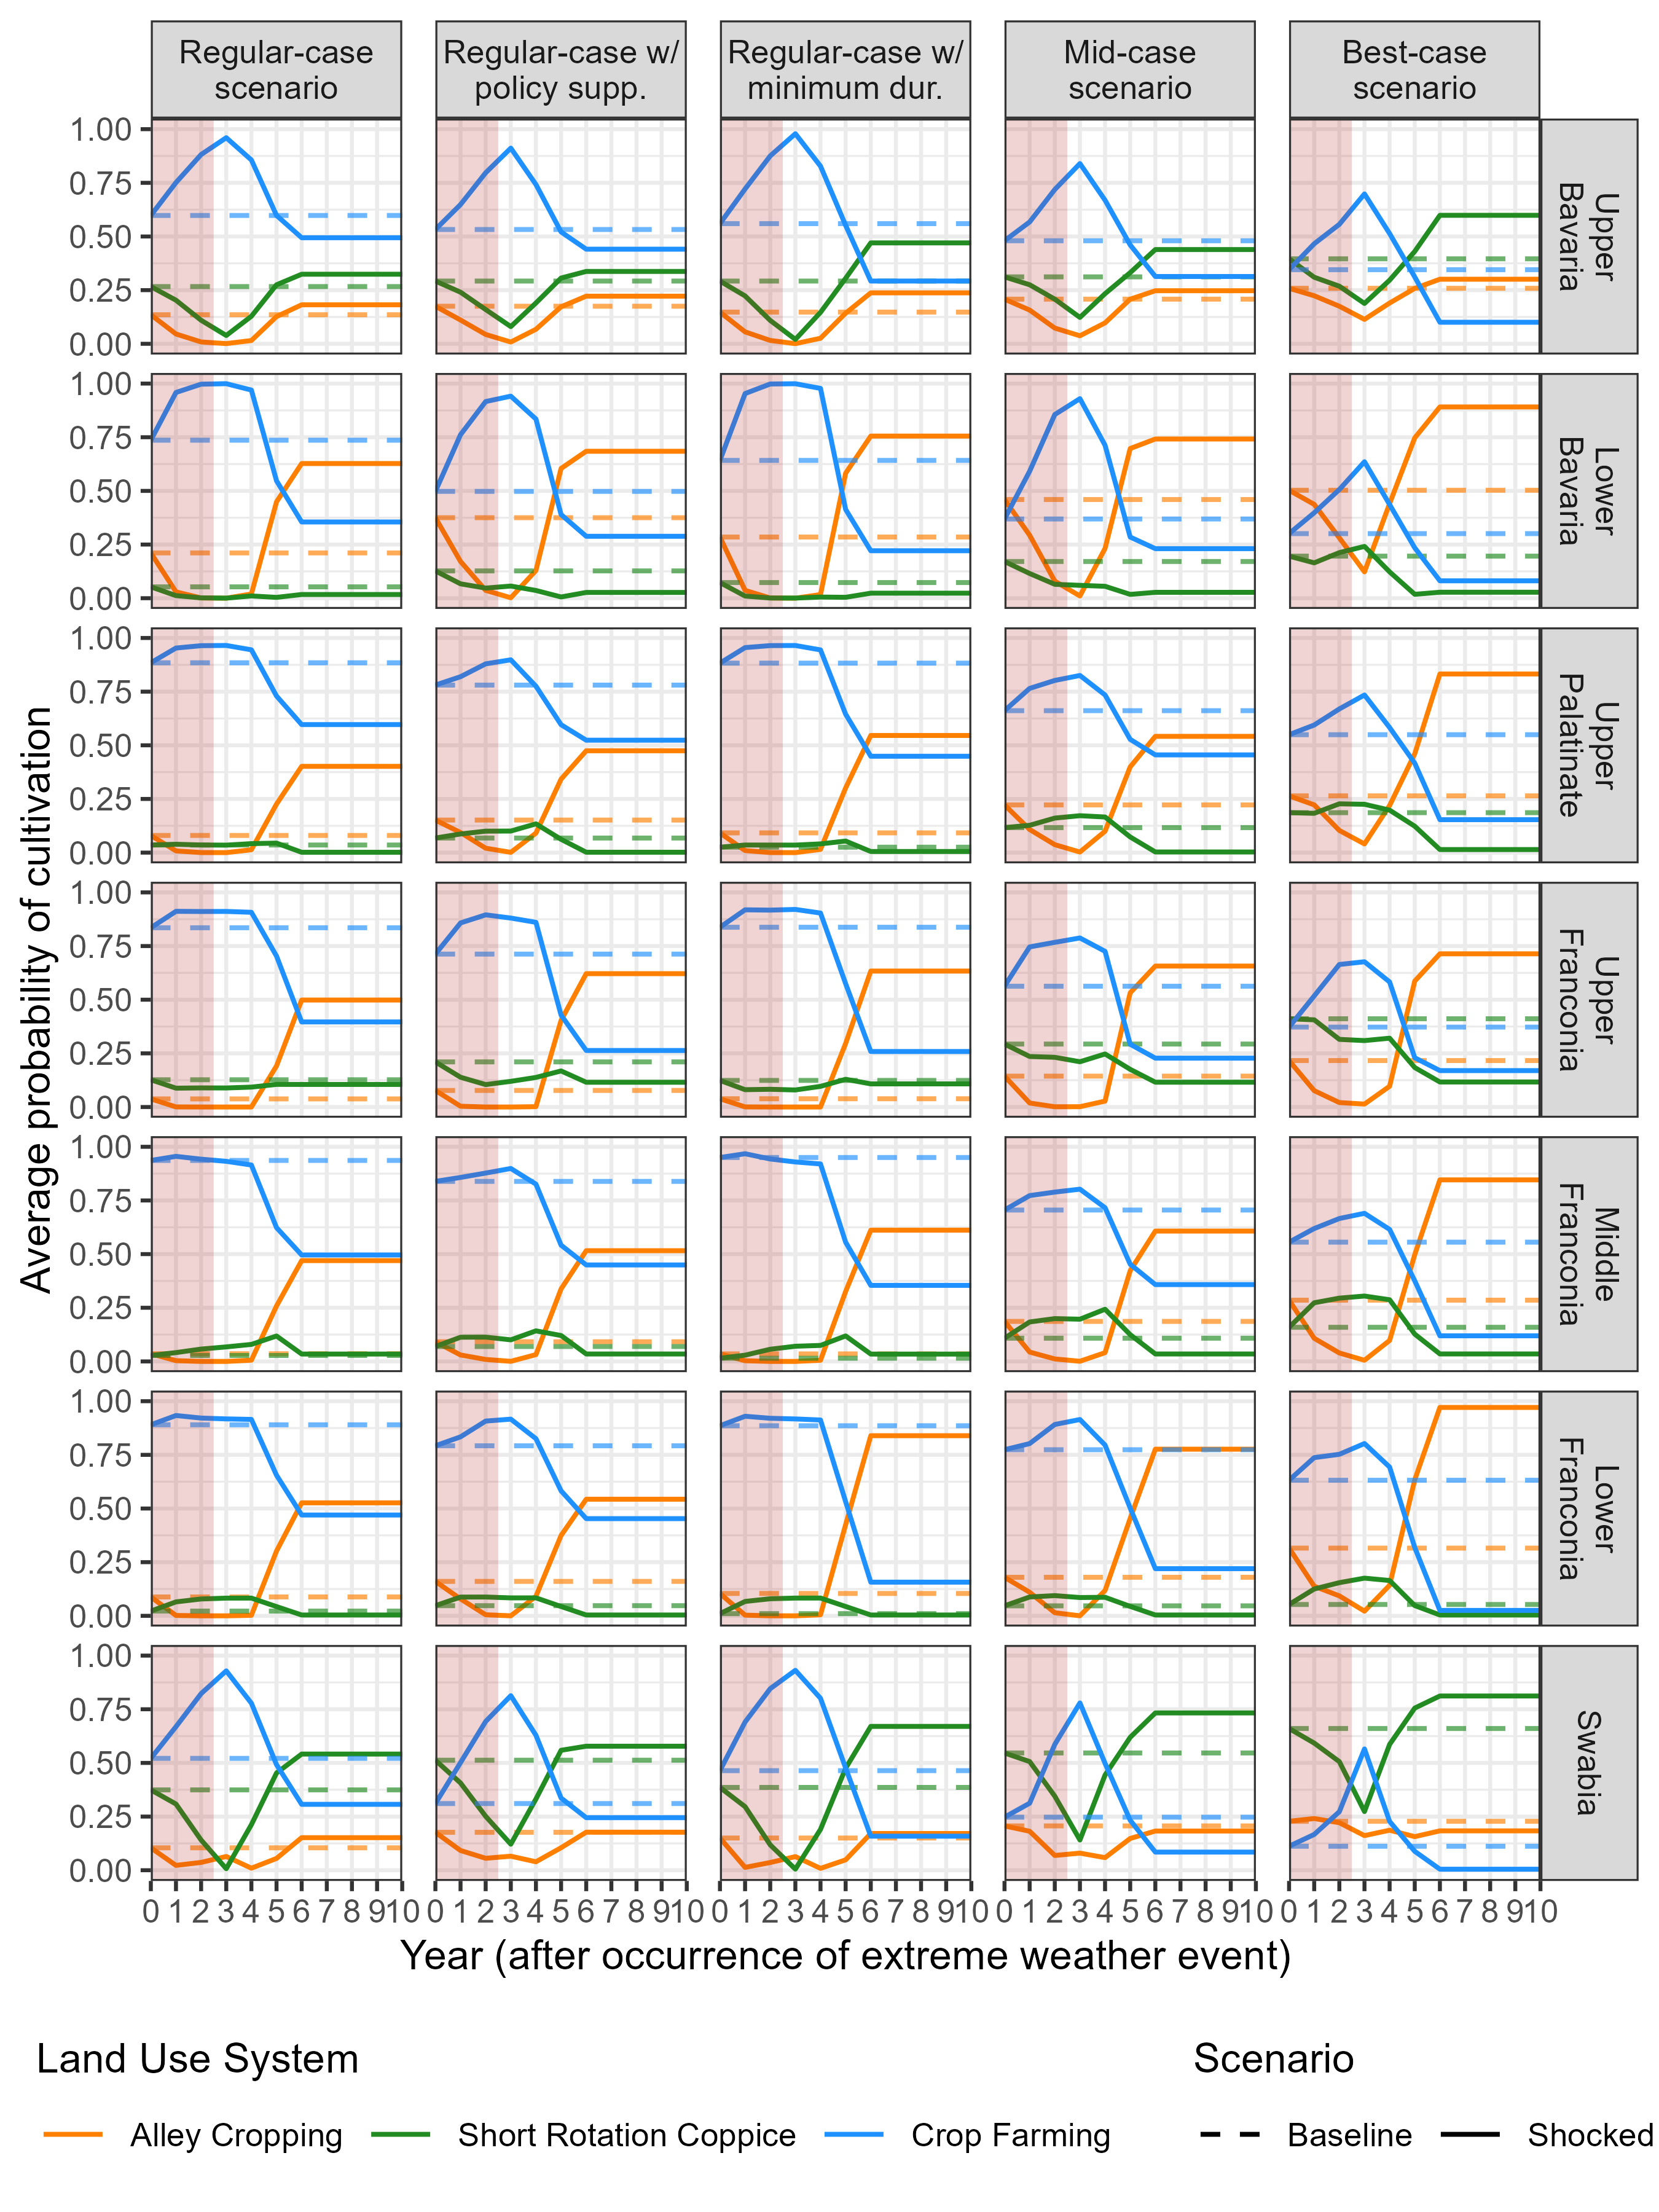 Regular-case
scenario
Regular-case w/
policy supp.
Regular-case w/
minimum dur.
Mid-case
scenario
Best-case
scenario
1.00
0.75
0.50
0.25
0.00
Upper
Bavaria
1.00
0.75
0.50
0.25
0.00
Lower
Bavaria
1.00
0.75
0.50
0.25
0.00
Upper
Palatinate
1.00
0.75
0.50
0.25
0.00
Upper
Franconia
1.00
0.75
0.50
0.25
0.00
Middle
Franconia
1.00
0.75
0.50
0.25
0.00
Lower
Franconia
1.00
0.75
0.50
0.25
0.00
Swabia
Average probability of cultivation
0 1 2 3 4 5 6 7 8 9 10
0 1 2 3 4 5 6 7 8 9 10
0 1 2 3 4 5 6 7 8 9 10
0 1 2 3 4 5 6 7 8 9 10
0 1 2 3 4 5 6 7 8 9 10
Year (after occurrence of extreme weather event)
Land Use System
Alley Cropping
Short Rotation Coppice
Crop Farming
Scenario
Baseline
Shocked